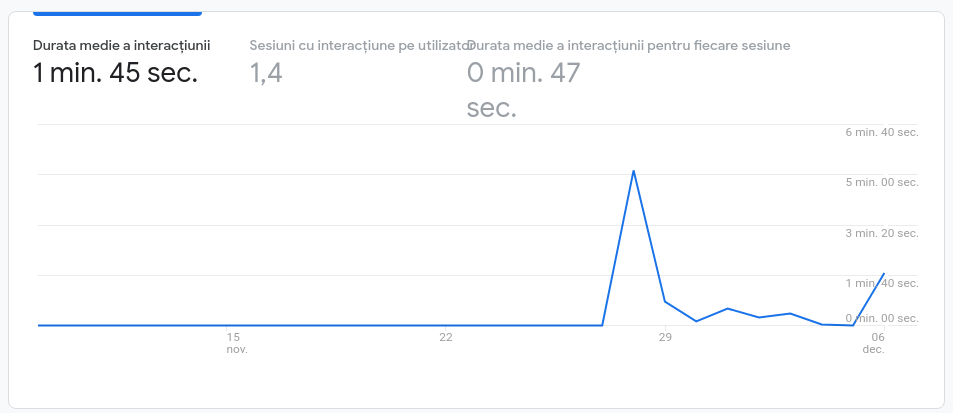 Durata medie a interacțiunii
1 min. 45 sec.
Sesiuni cu interacțiune pe utilizator
1,4
Durata medie a interacțiunii pentru fiecare sesiune
0 min. 47
sec.
6 min. 40 sec.
5 min. 00 sec.
3 min. 20 sec.
1 min. 40 sec.
0 min. 00 sec.
15
nov.
22
29
06
dec.